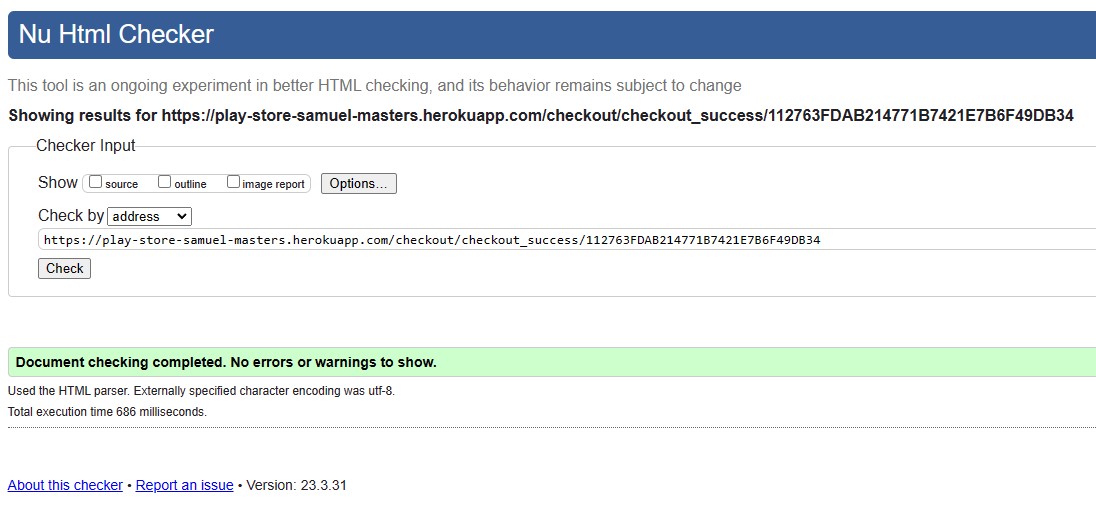 Nu Html Checker
This tool is an ongoing experiment in better HTML checking, and its behavior remains subject to change
Showing results for https://play-store-samuel-masters.herokuapp.com/checkout/checkout_success/112763FDAB214771B7421E7B6F49DB34
Checker Input
Show source outline image report Options...
Check by address
https://play-store-samuel-masters.herokuapp.com/checkout/checkout_success/112763FDAB214771B7421E7B6F49DB34
Check
Document checking completed. No errors or warnings to show.
Used the HTML parser. Externally specified character encoding was utf-8.
Total execution time 686 milliseconds.
About this checker • Report an issue • Version: 23.3.31